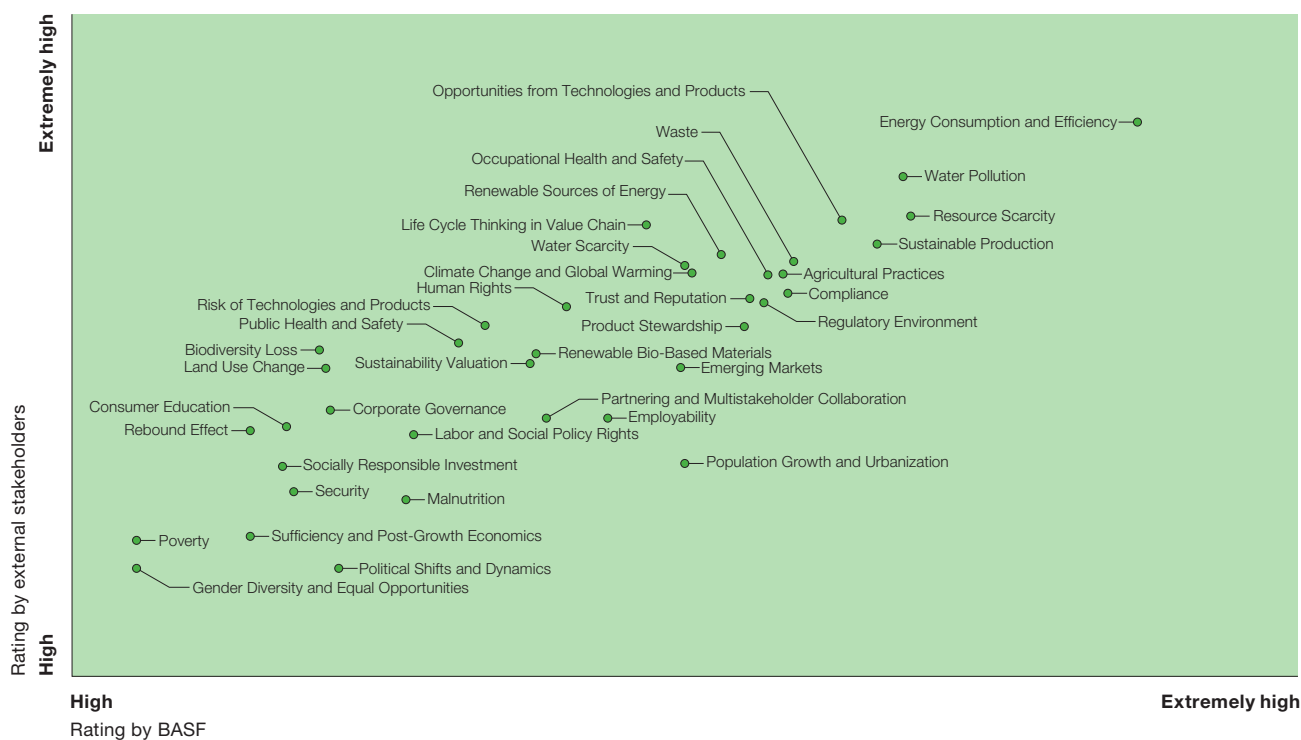 Extremely high
Opportunities from Technologies and Products
Energy Consumption and Efficiency
Waste
Occupational Health and Safety
Water Pollution
Renewable Sources of Energy
Resource Scarcity
Life Cycle Thinking in Value Chain
Water Scarcity
Sustainable Production
Climate Change and Global Warming
Agricultural Practices
Human Rights
Trust and Reputation
Compliance
Risk of Technologies and Products
Public Health and Safety
Product Stewardship
Regulatory Environment
Biodiversity Loss
Renewable Bio-Based Materials
Land Use Change
Sustainability Valuation
Emerging Markets
Partnering and Multistakeholder Collaboration
Consumer Education
Corporate Governance
Employability
Rebound Effect
Labor and Social Policy Rights
Socially Responsible Investment
Population Growth and Urbanization
Security
Malnutrition
Poverty
Sufficiency and Post-Growth Economics
Political Shifts and Dynamics
Gender Diversity and Equal Opportunities
Rating by external stakeholders
High
High
Extremely high
Rating by BASF